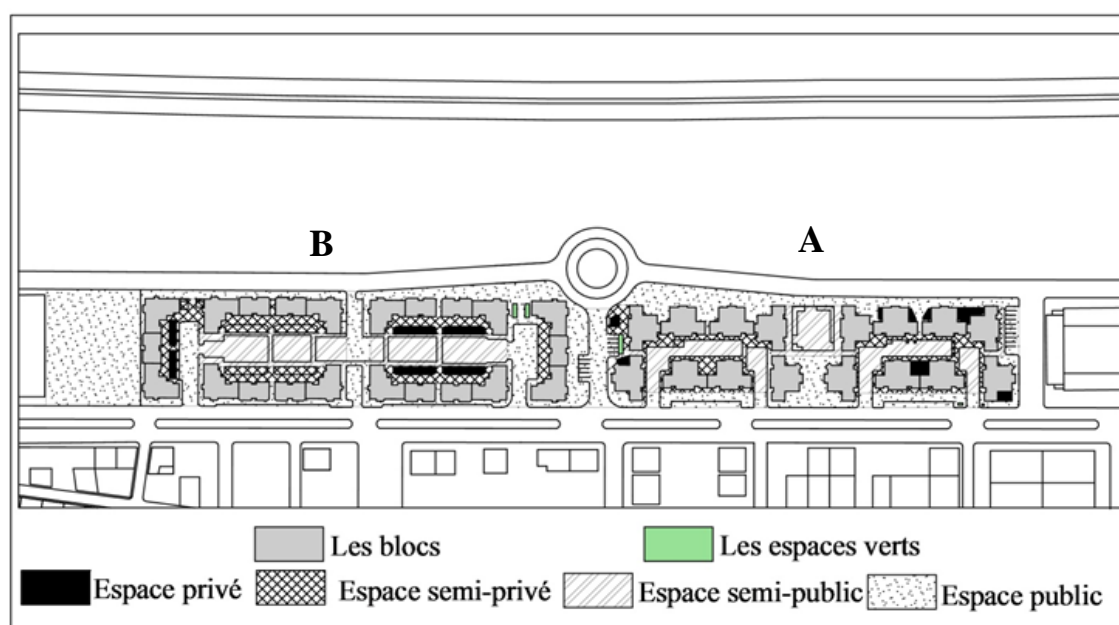 B
A
Les blocs
Les espaces verts
Espace privé
Espace semi-privé
Espace semi-public
Espace public